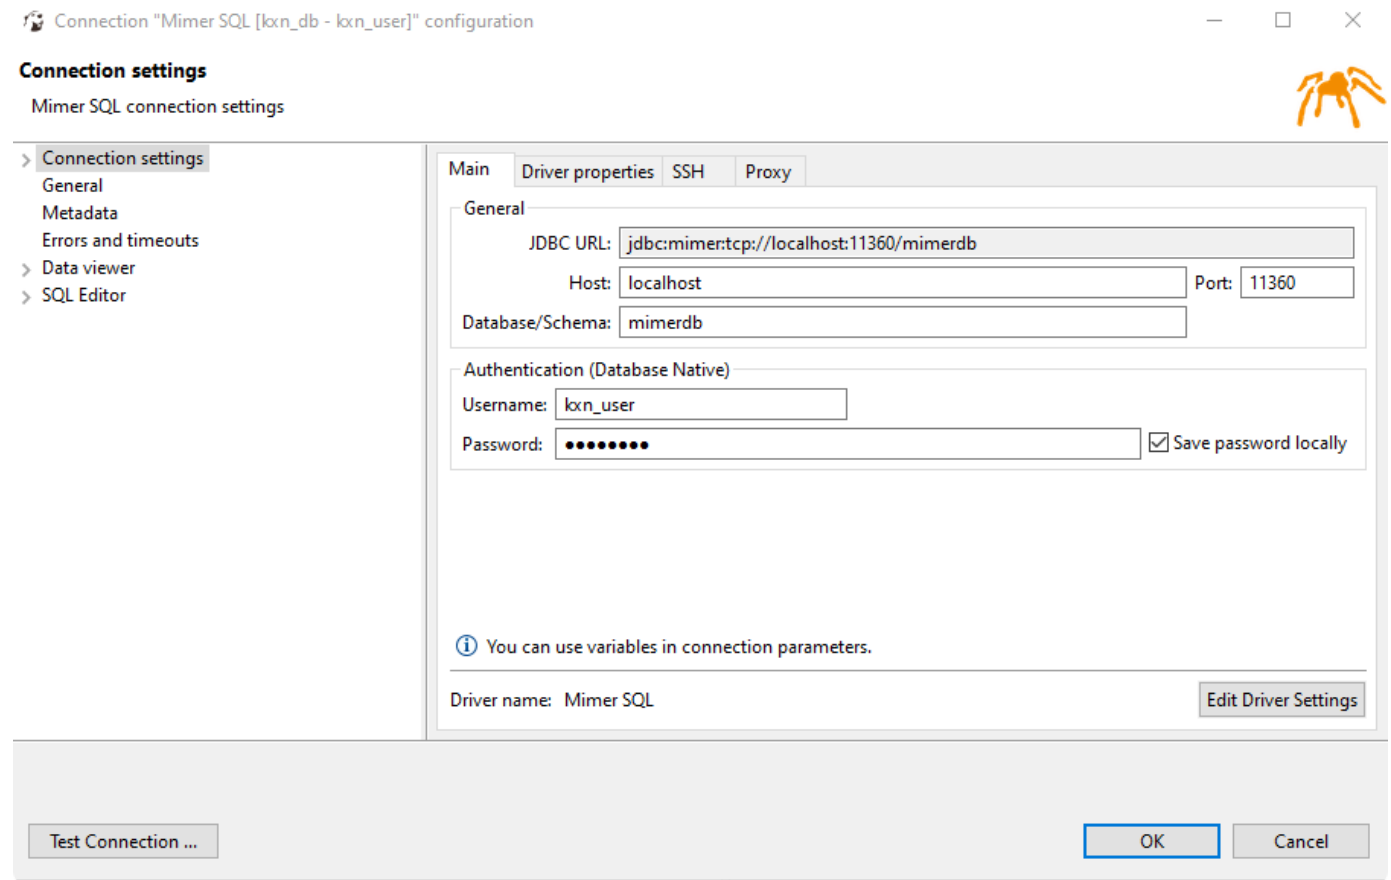 Connection "Mimer SQL [kxn_db - kxn_user]" configuration
Connection settings
Mimer SQL connection settings
Connection settings
General
Metadata
Errors and timeouts
Data viewer
SQL Editor
Main Driver properties SSH Proxy
General
JDBC URL: jdbc:mimer:tcp://localhost:11360/mimerdb
Host: localhost Port: 11360
Database/Schema: mimerdb
Authentication (Database Native)
Username: kxn_user
Password: ●●●●●●●● Save password locally
You can use variables in connection parameters.
Driver name: Mimer SQL Edit Driver Settings
Test Connection ... OK Cancel